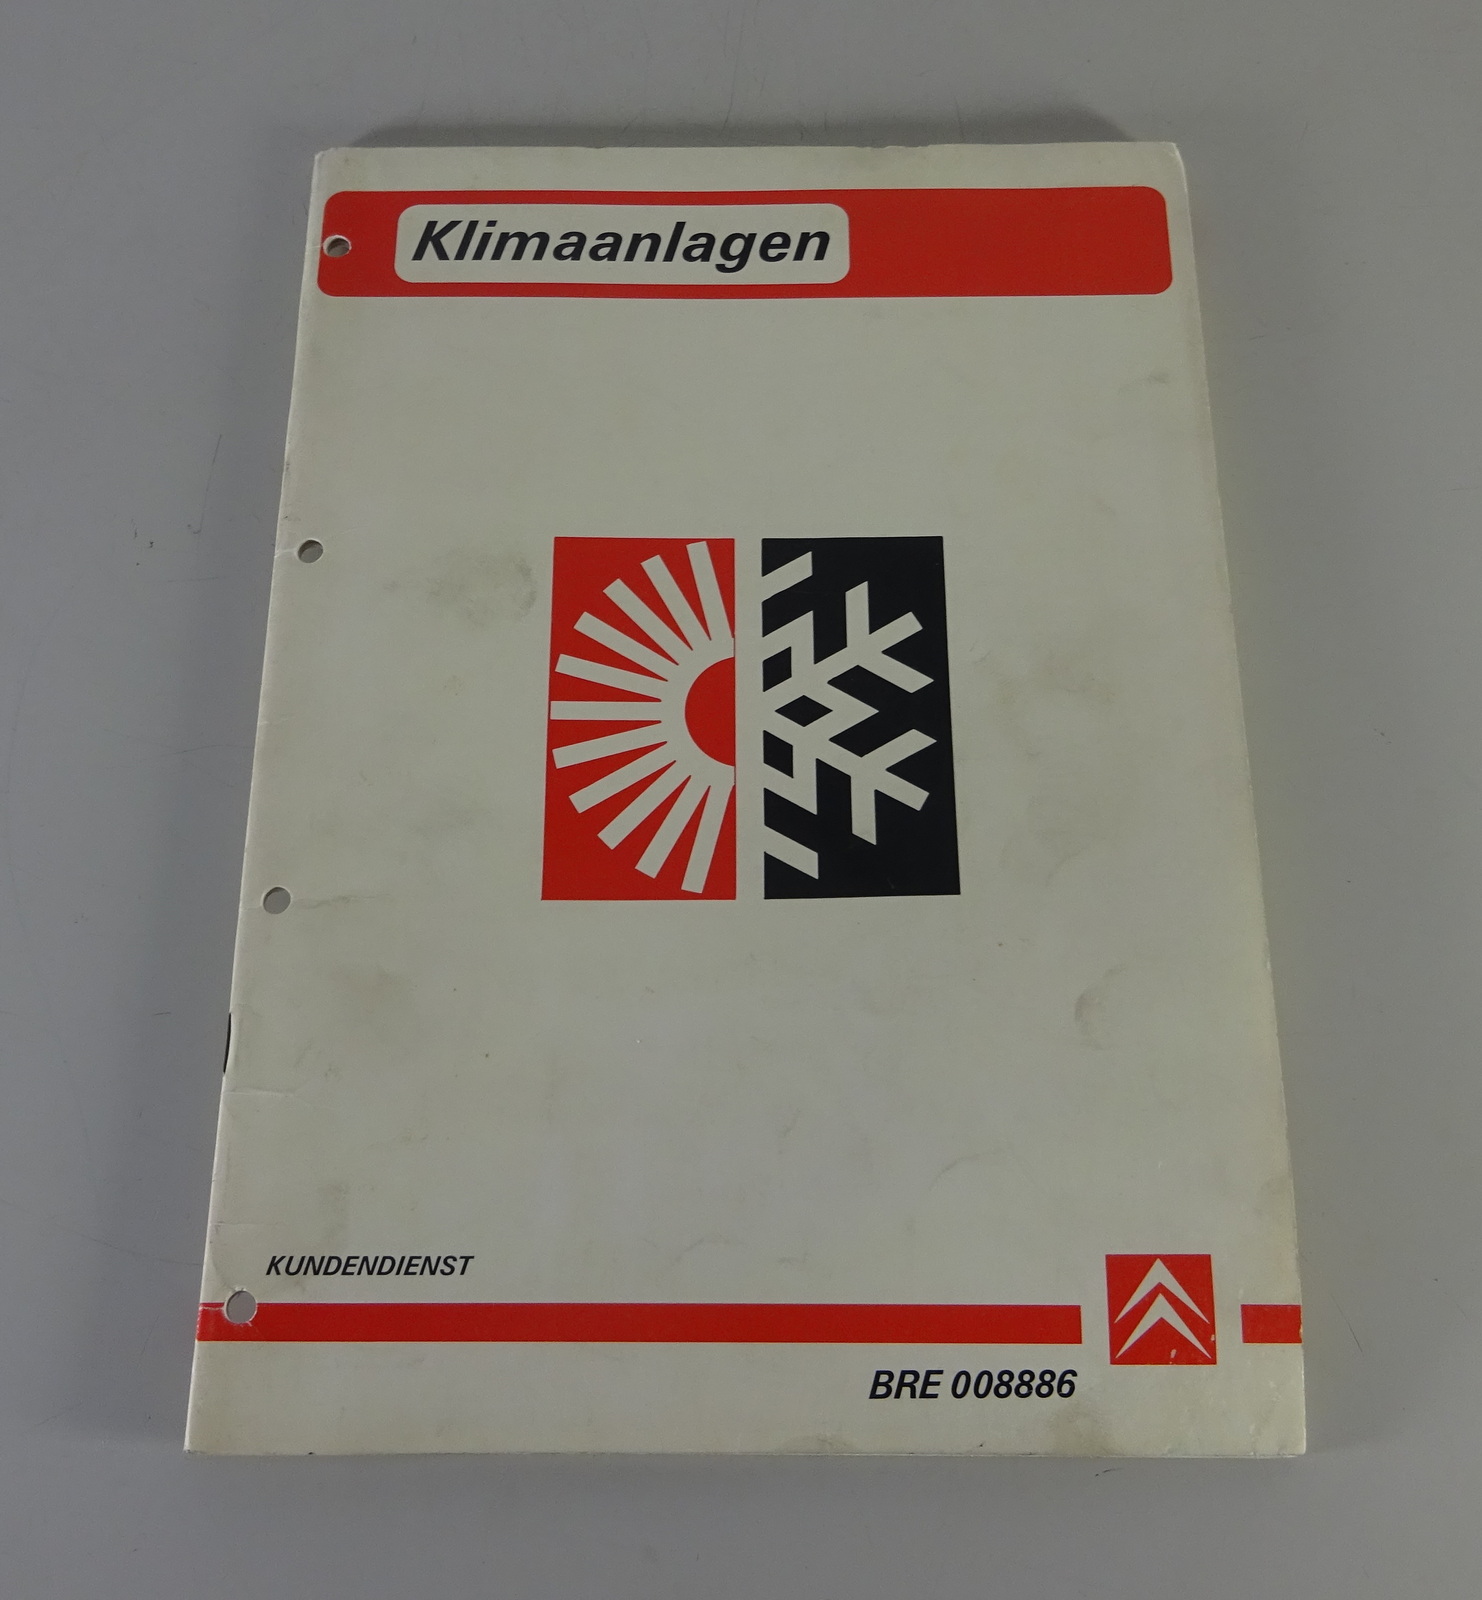 Klimaanlagen
KUNDENDIENST
BRE 008886